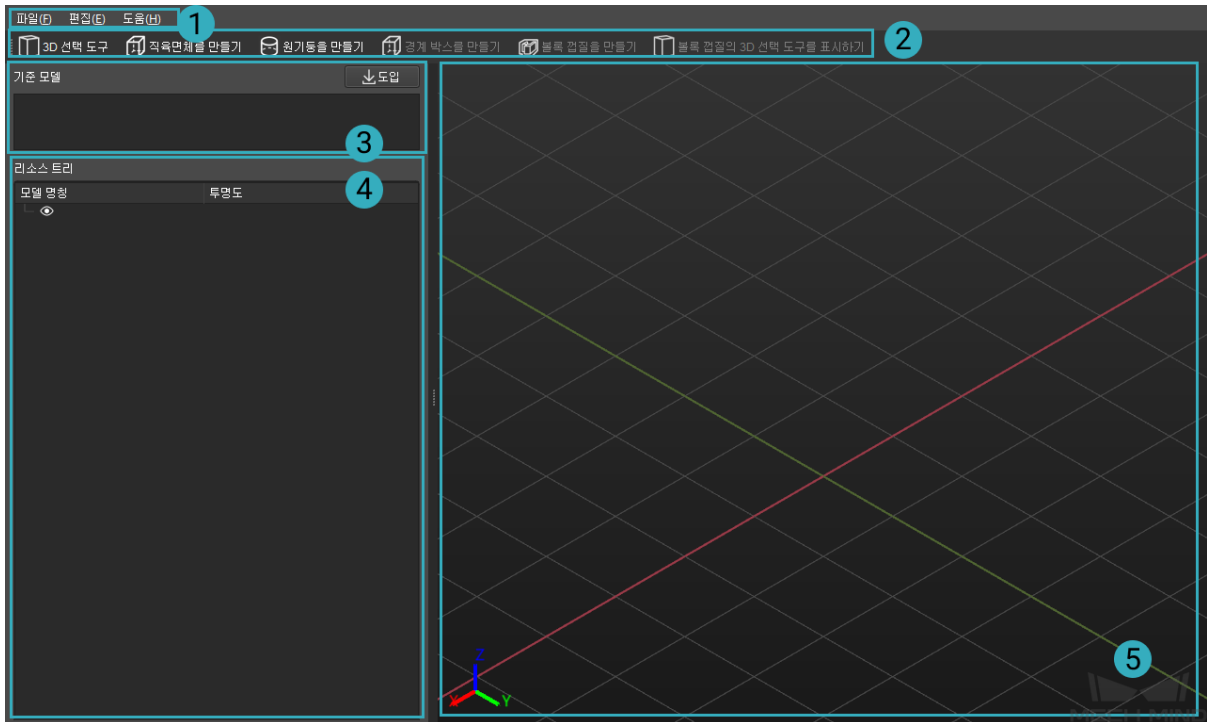 파일(F) 편집(E) 도움(H) 1
3D 선택 도구 직육면체를 만들기 원기둥을 만들기 경계 박스를 만들기 볼록 껍질을 만들기 볼록 껍질의 3D 선택 도구를 표시하기 2
기준 모델 도입
3
리소스 트리
모델 명칭 투명도 4
5
Z
X Y
MECH MIND